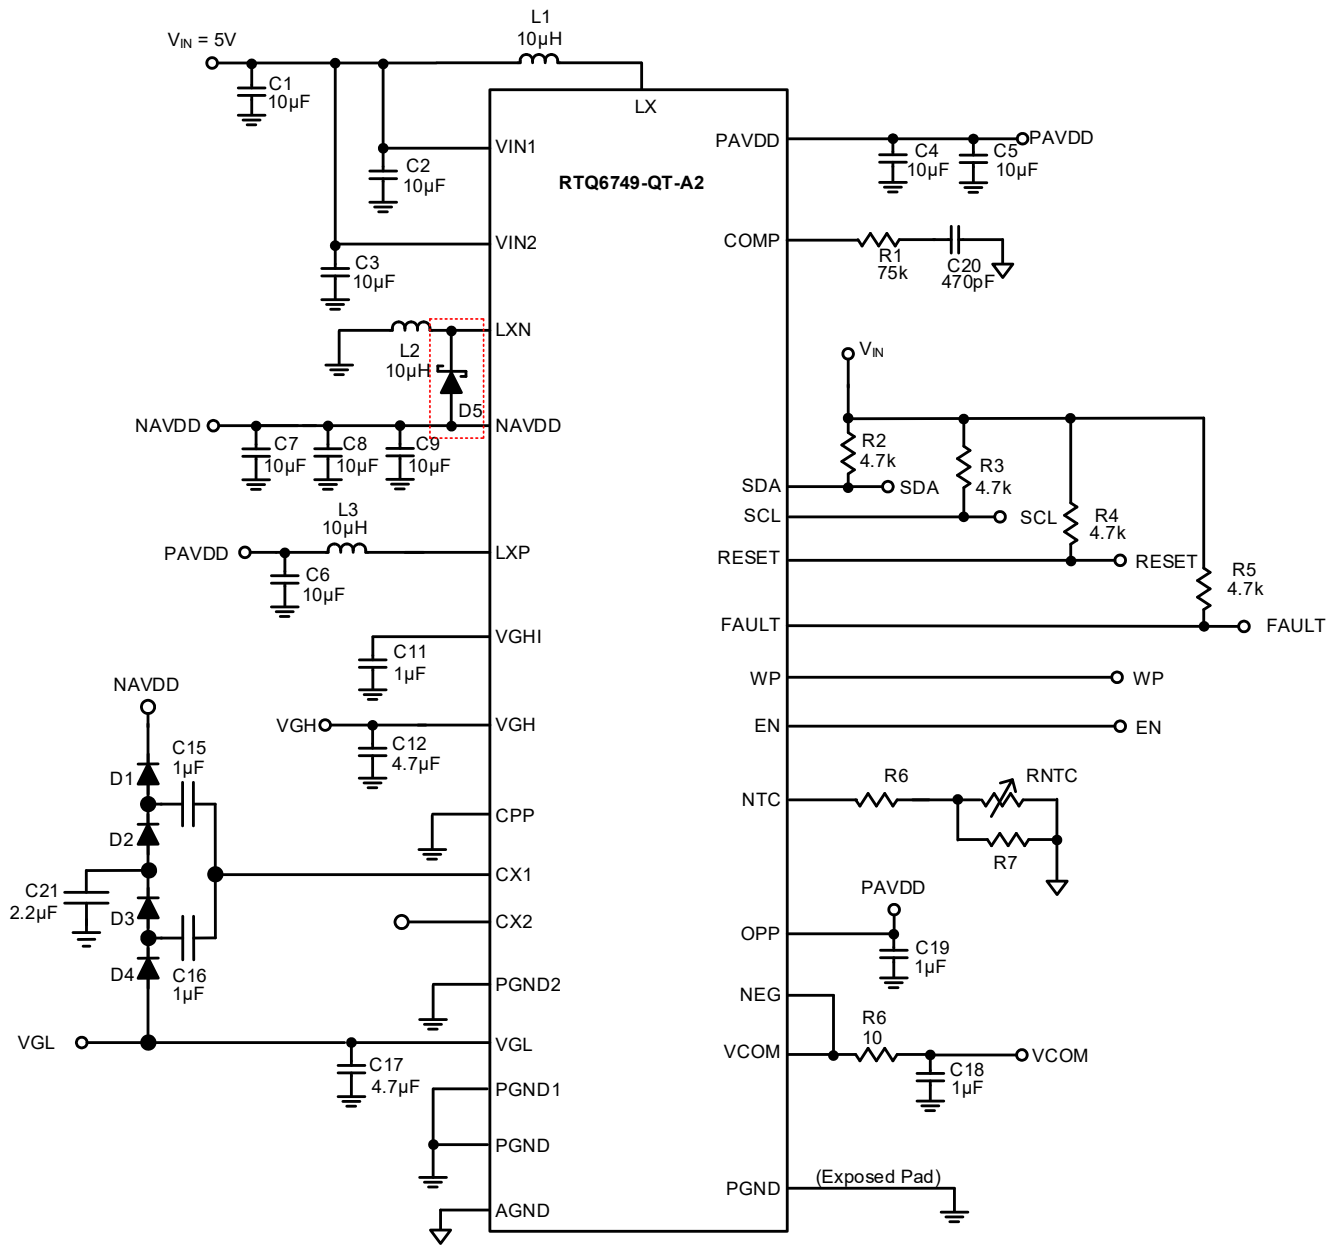 L1
10µH
VIN = 5V
C1
10µF
LX
VIN1
C2
10µF
RTQ6749-QT-A2
PAVDD
PAVDD
C4
10µF
C5
10µF
COMP
R1
75k
C20
470pF
VIN2
C3
10µF
LXN
L2
10µH
D5
NAVDD
NAVDD
C7
10µF
C8
10µF
C9
10µF
VIN
R2
4.7k
R3
4.7k
R4
4.7k
R5
4.7k
SDA
SDA
SCL
SCL
RESET
RESET
FAULT
FAULT
L3
10µH
PAVDD
LXP
C6
10µF
VGHI
C11
1µF
WP
WP
EN
EN
NAVDD
VGH
VGH
C12
4.7µF
C15
1µF
D1
D2
D3
D4
C16
1µF
C21
2.2µF
CPP
CX1
CX2
NTC
R6
RNTC
R7
PAVDD
OPP
C19
1µF
PGND2
NEG
VCOM
R6
10
VCOM
C18
1µF
VGL
VGL
C17
4.7µF
PGND1
PGND
AGND
PGND
(Exposed Pad)